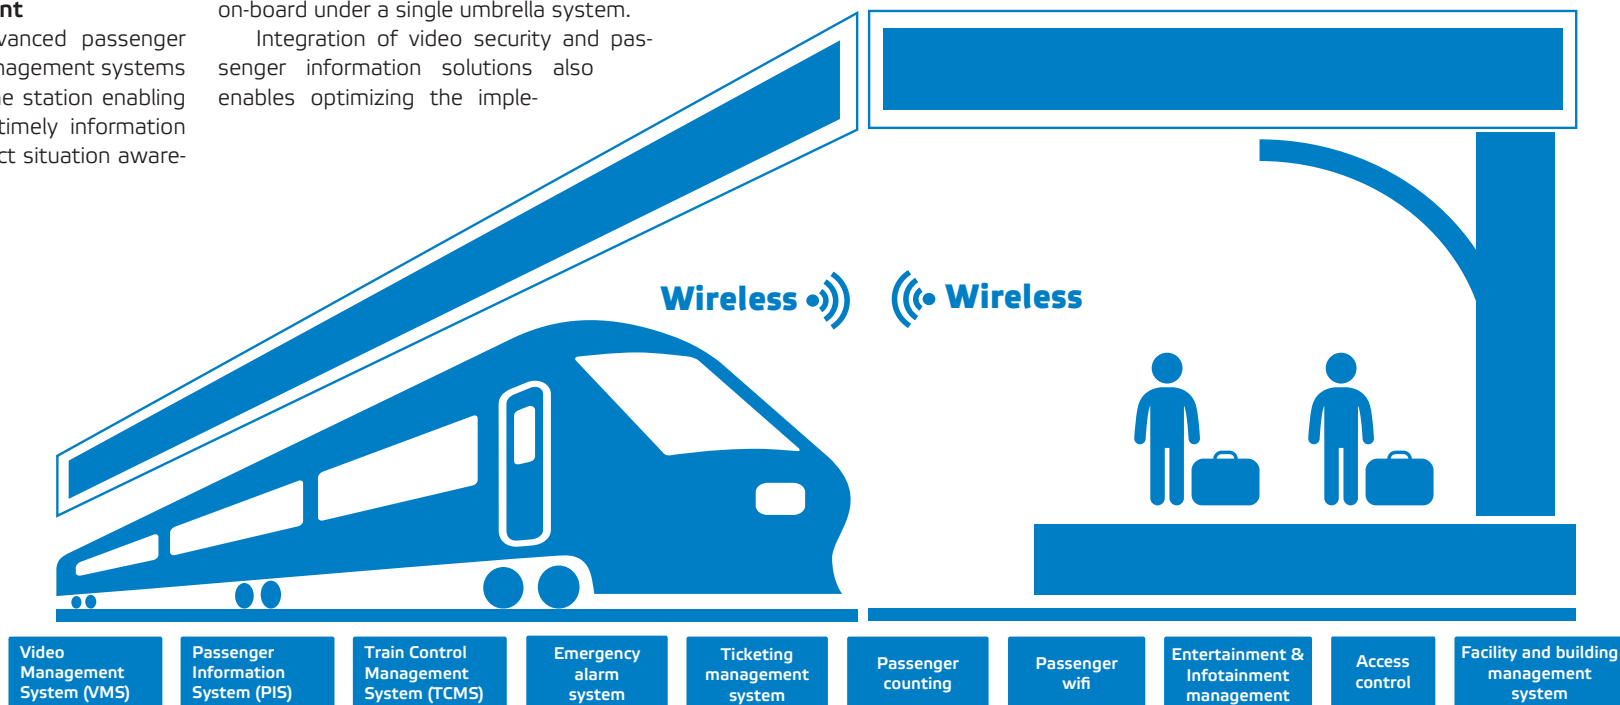 vanced passenger
nagement systems
e station enabling
timely information
ct situation aware-
on-board under a single umbrella system.
Integration of video security and pas-
senger information solutions also
enables optimizing the imple-
Wireless
Wireless
Video
Management
System (VMS)
Passenger
Information
System (PIS)
Train Control
Management
System (TCMS)
Emergency
alarm
system
Ticketing
management
system
Passenger
counting
Passenger
wifi
Entertainment &
Infotainment
management
Access
control
Facility and building
management
system